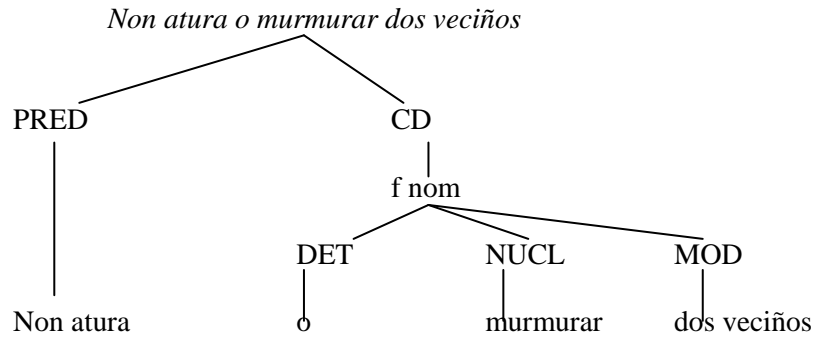 Non atura o murmurar dos veciños
PRED CD
f nom
DET NUCL MOD
Non atura o murmurar dos veciños